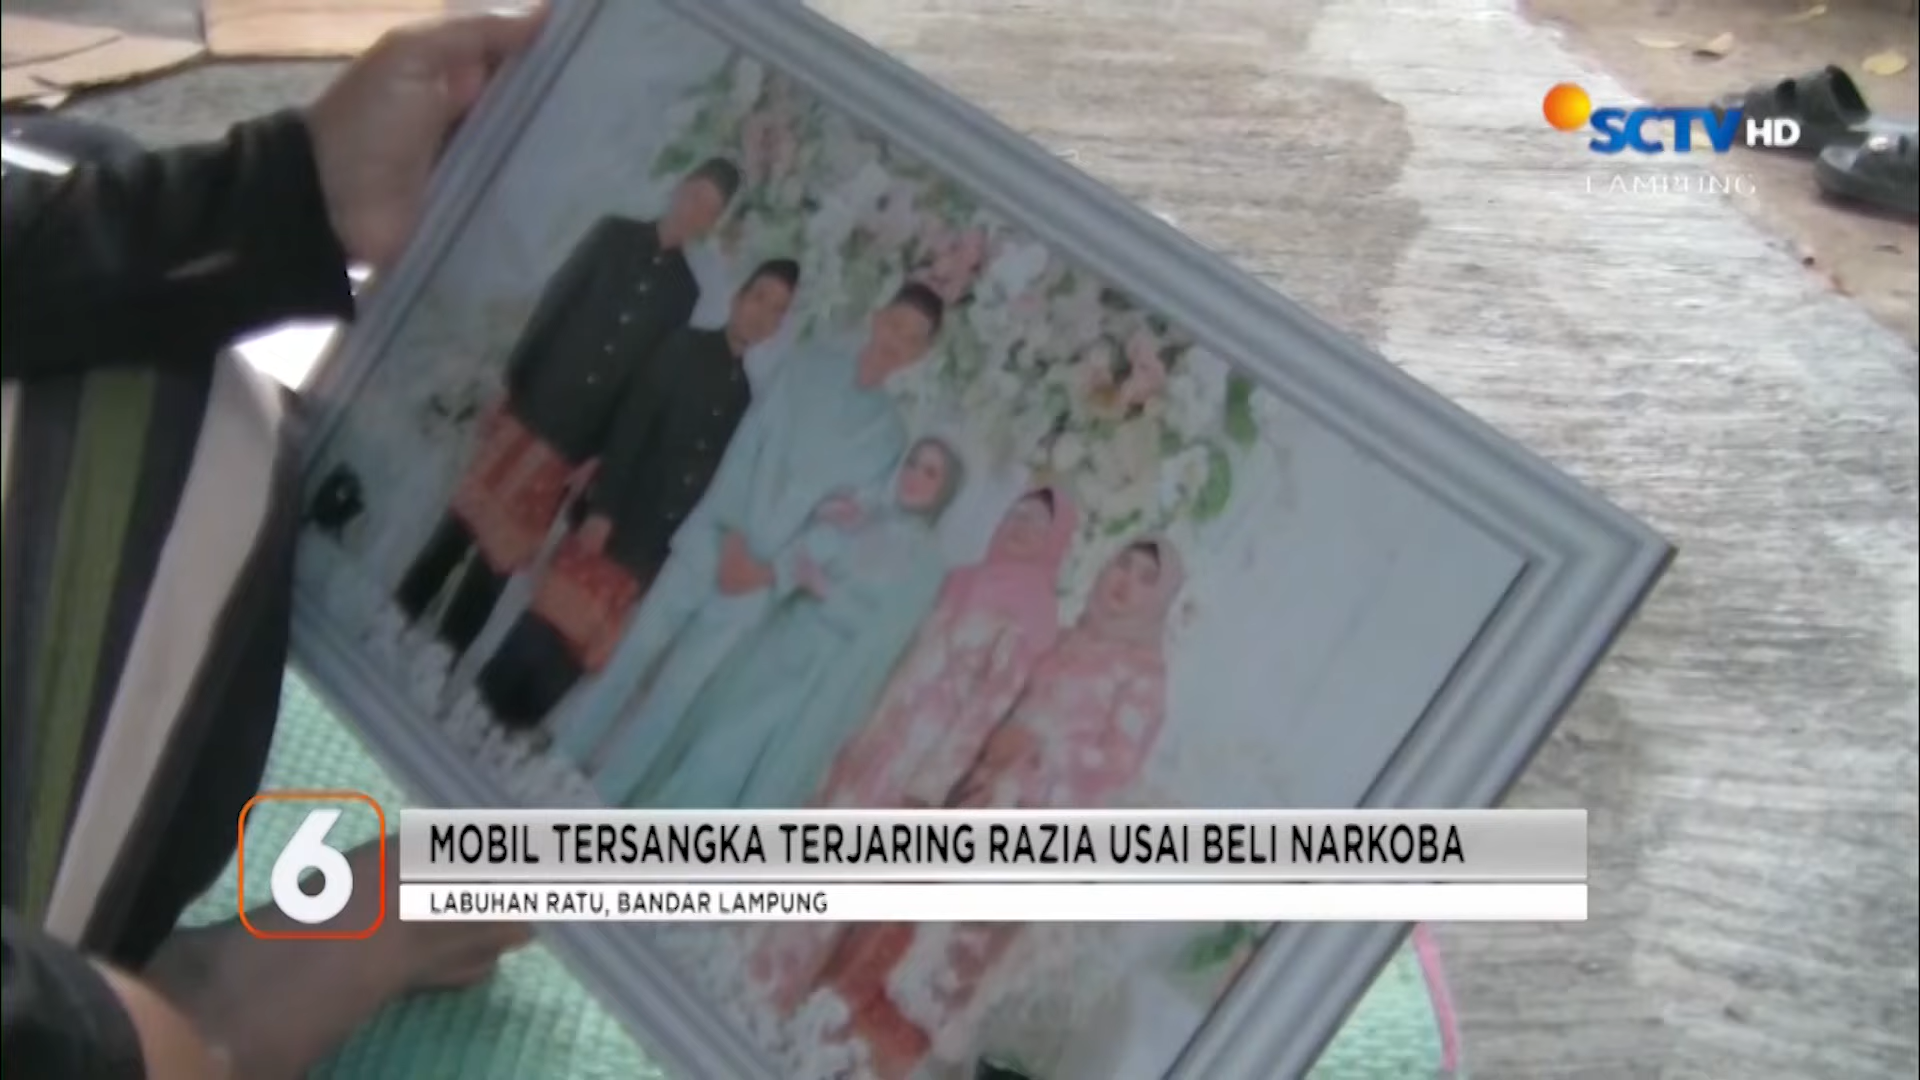 SCTV HD
LAMPUNG
6
MOBIL TERSANGKA TERJARING RAZIA USAI BELI NARKOBA
LABUHAN RATU, BANDAR LAMPUNG